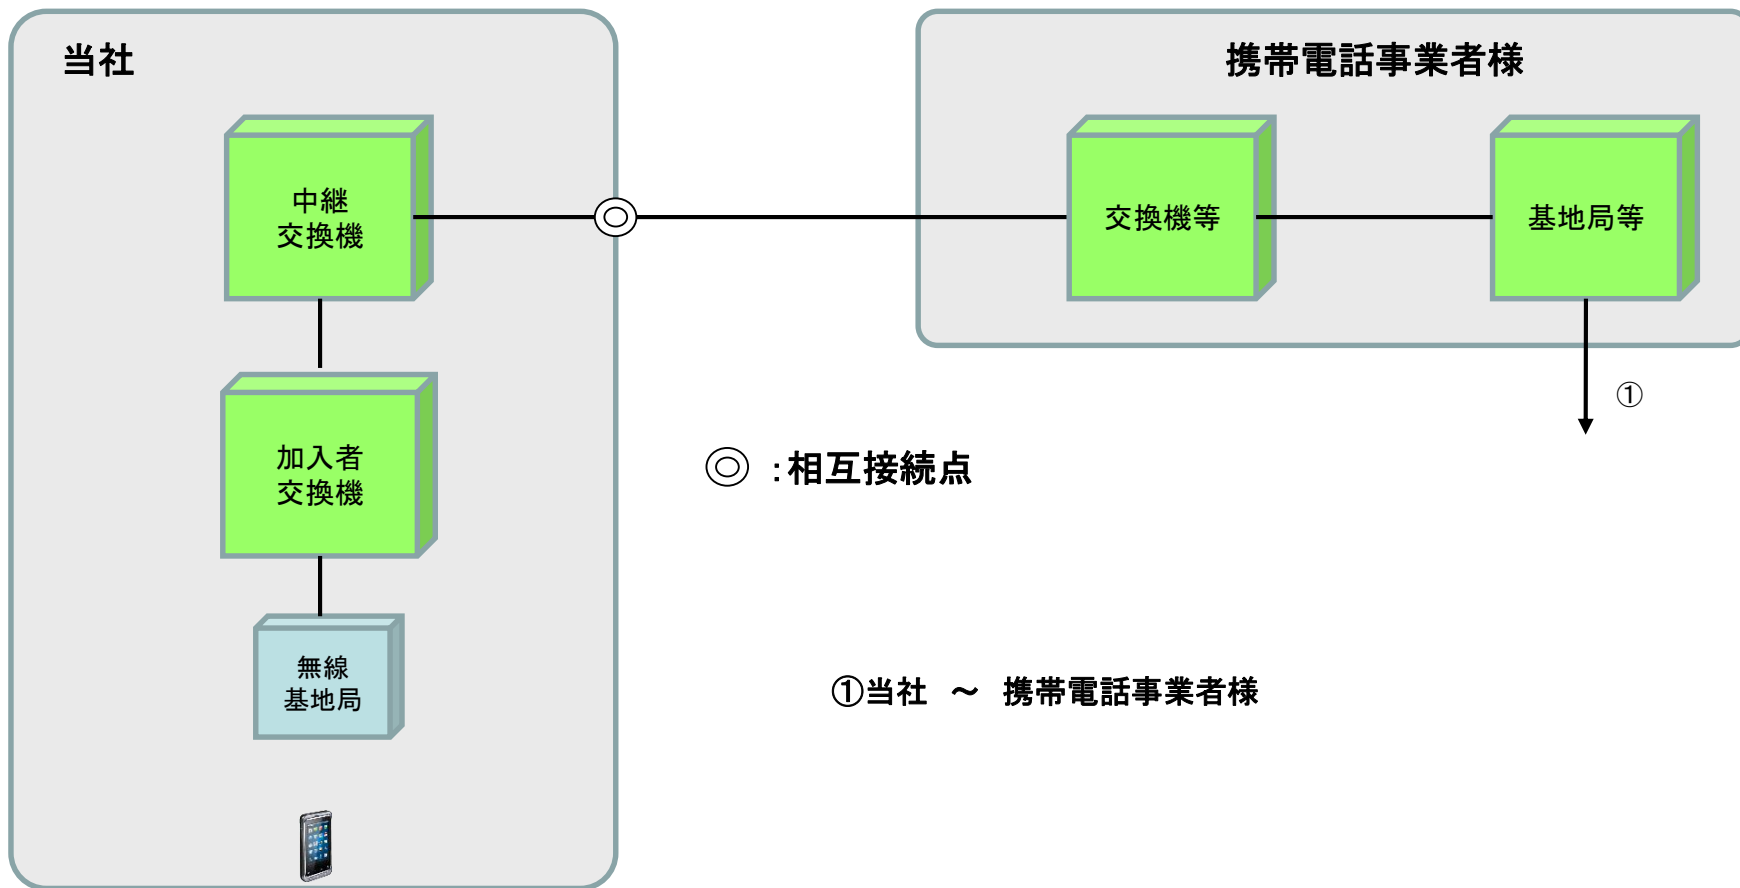 当社
携帯電話事業者様
中継
交換機
交換機等
基地局等
①
加入者
交換機
◎ :相互接続点
無線
基地局
①当社 ～ 携帯電話事業者様